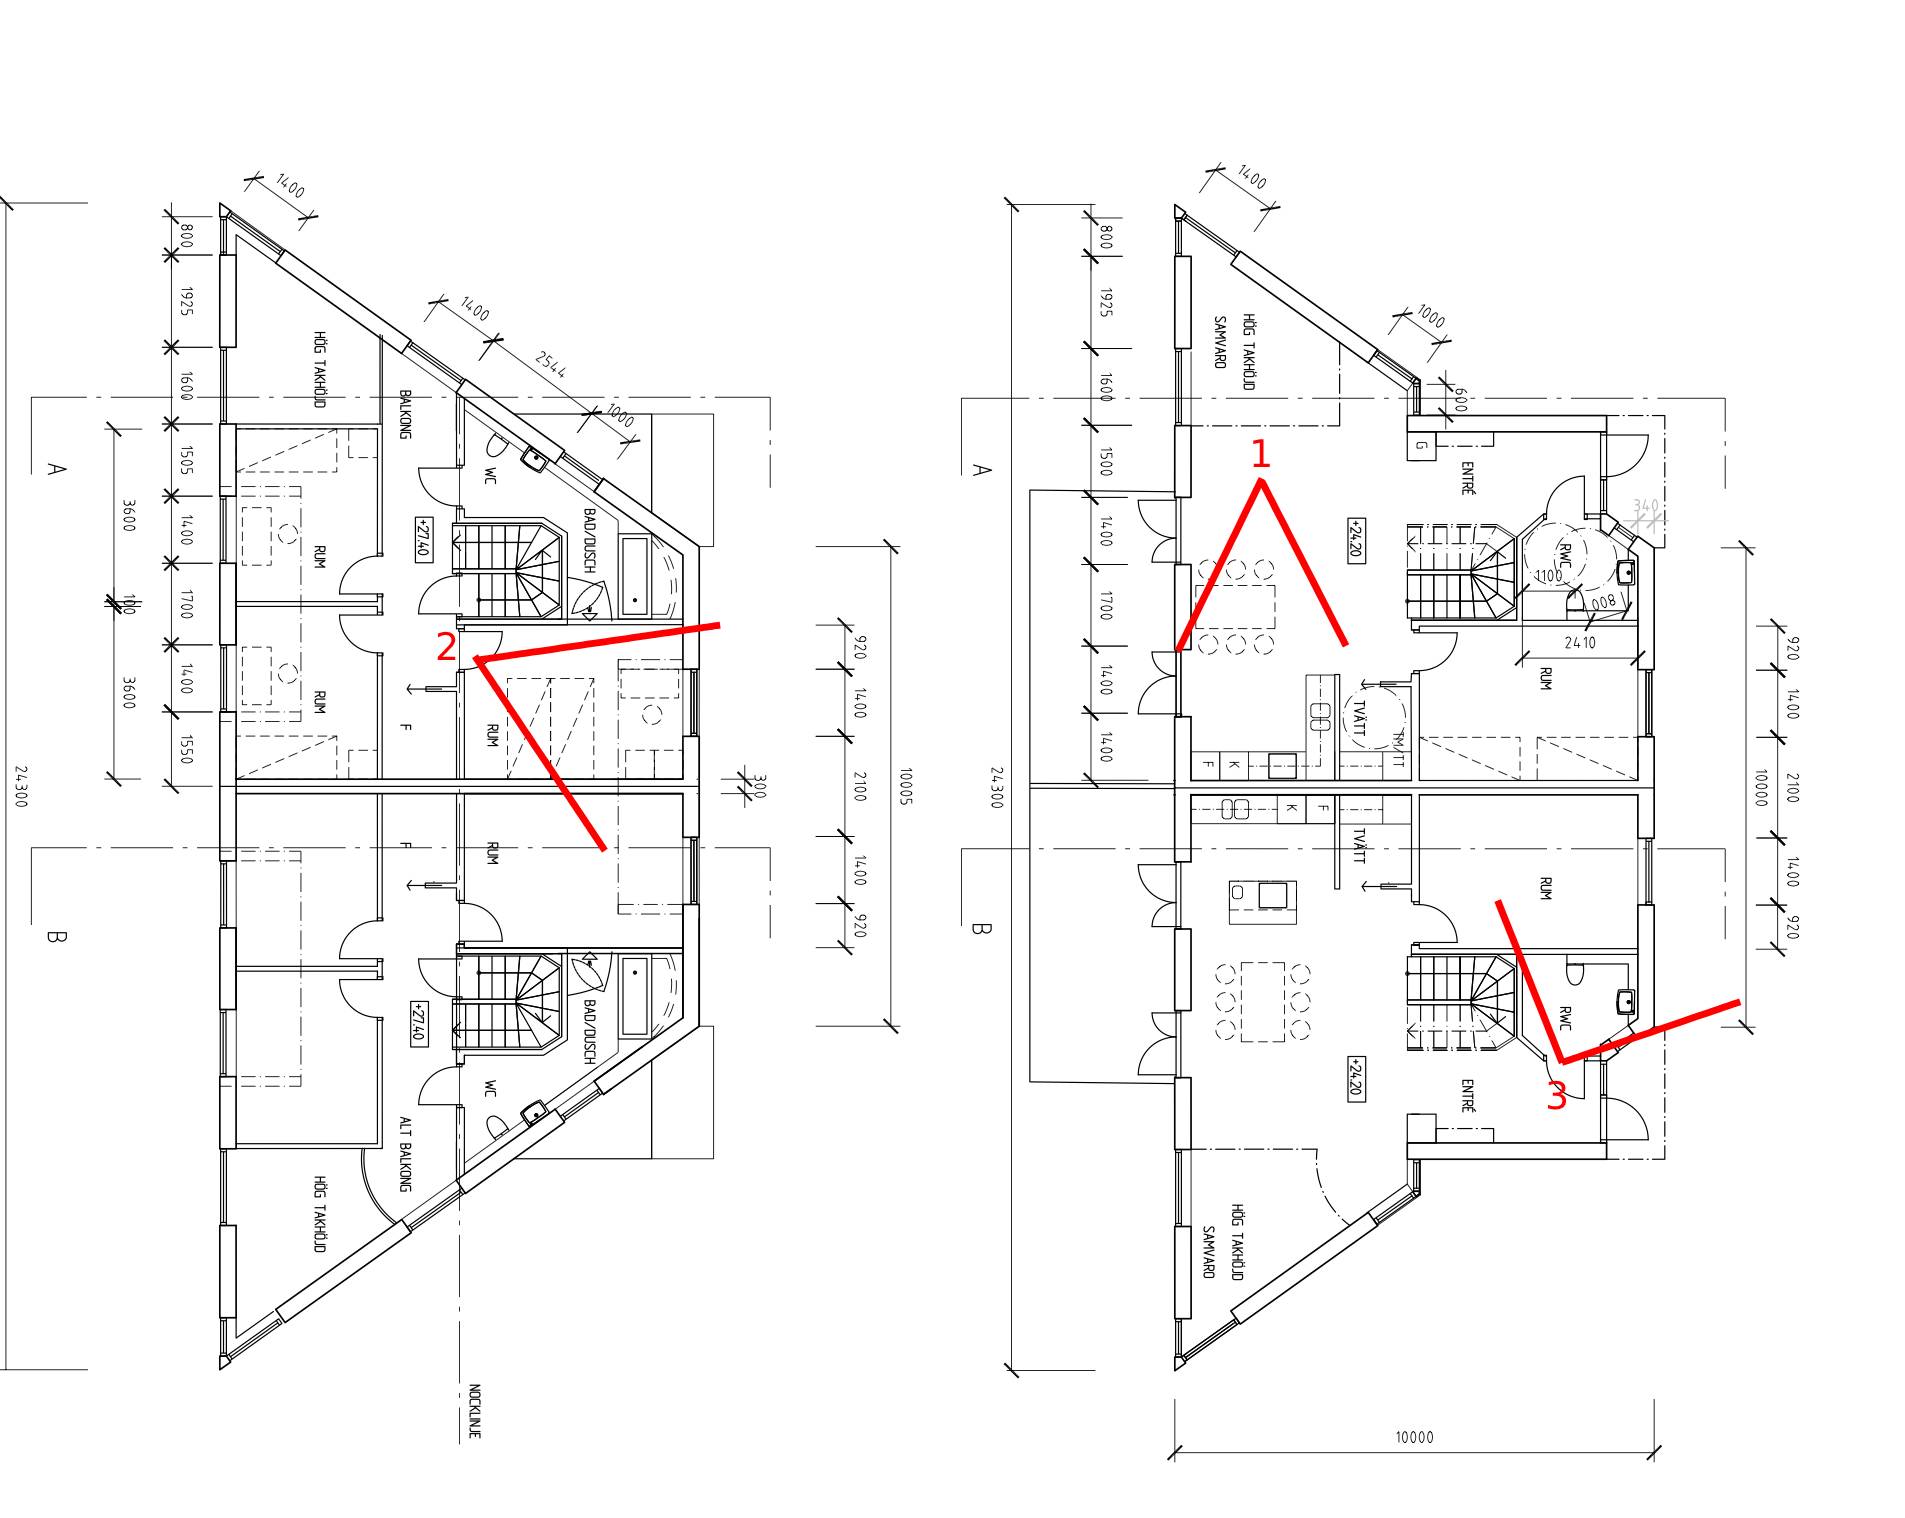 1400
800
1925
1600
1505
1400
1700
1400
1550
3600
100
3600
24300
A
B
HÖG TAKHÖJD
BALKONG
1400
2544
1000
WC
BAD/DUSCH
+27.40
RUM
RUM
F
RUM
2
920
1400
2100
1400
920
300
10005
F
RUM
BAD/DUSCH
+27.40
WC
ALT BALKONG
HÖG TAKHÖJD
NOCKLINJE
1400
800
1925
1600
1500
1400
1700
1400
1400
24300
A
B
HÖG TAKHÖJD
SAMVARO
1000
600
G
ENTRÉ
1
+24.20
340
RWC
1100
800
2410
RUM
TVÄTT
TM/TT
F
K
920
1400
2100
1400
920
10000
K
F
TVÄTT
RUM
RWC
3
+24.20
ENTRÉ
HÖG TAKHÖJD
SAMVARO
10000